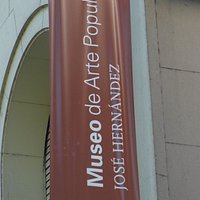 Museo de Arte Popul
JOSÉ HERNÁNDEZ